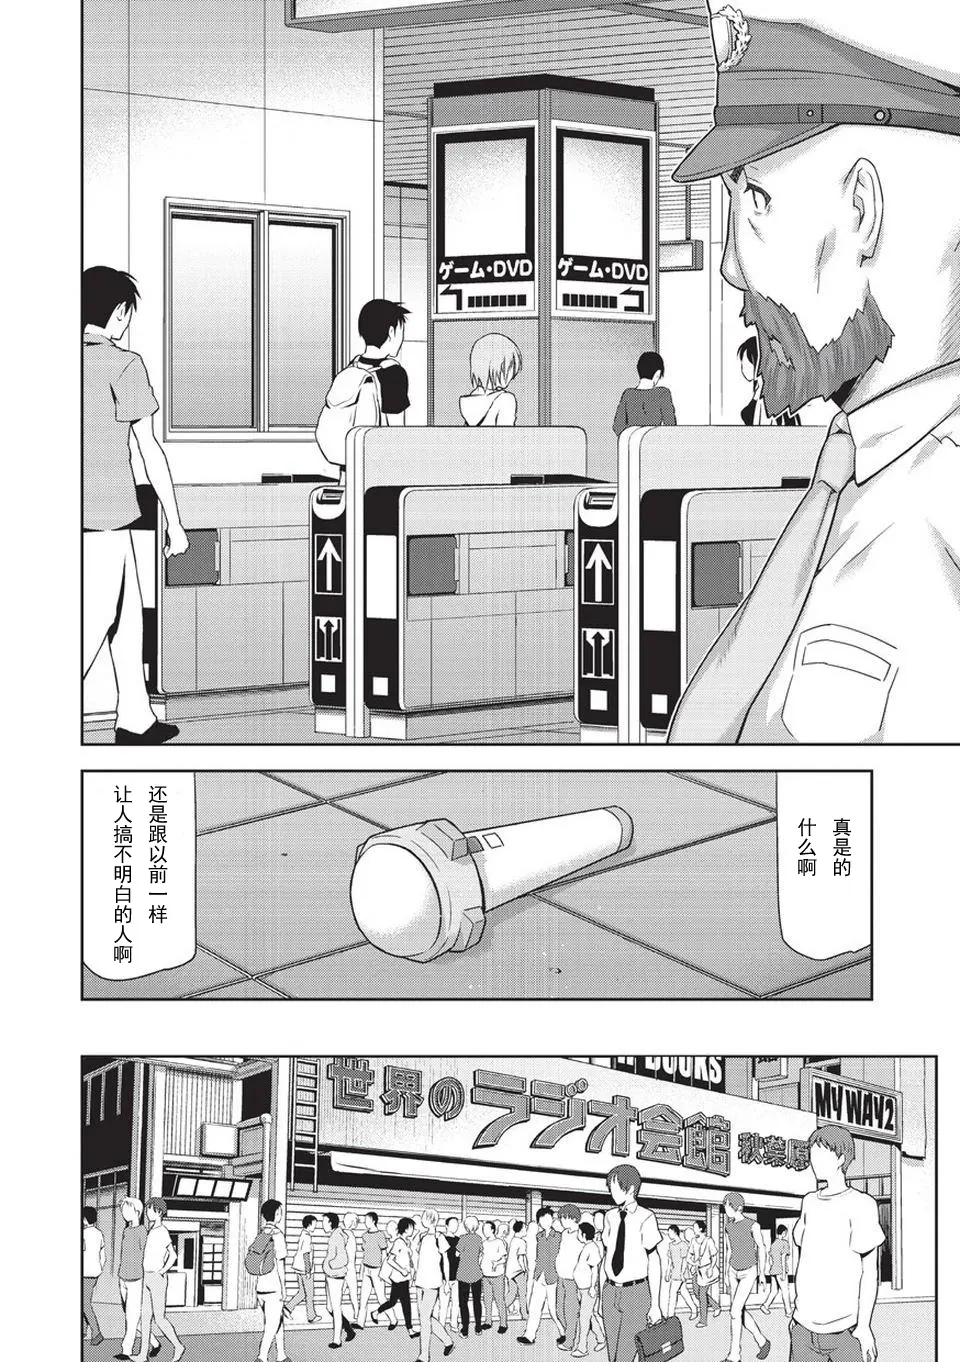 ゲーム・DVD
ゲーム・DVD
真是的
什么啊
还是跟以前一样
让人搞不明白的人啊
BOOKS
世界のラジオ会館 秋葉原
MY WAY2